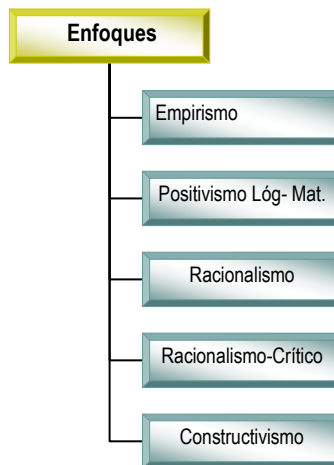 Enfoques
Empirismo
Positivismo Lóg- Mat.
Racionalismo
Racionalismo-Crítico
Constructivismo